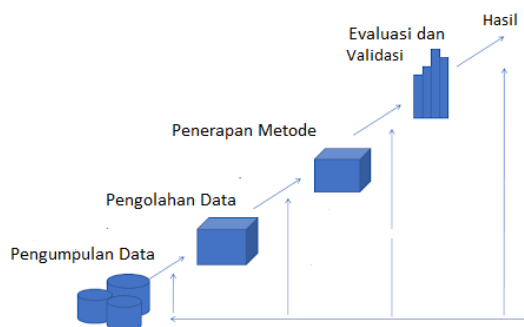 Hasil
Evaluasi dan
Validasi
Penerapan Metode
Pengolahan Data
Pengumpulan Data